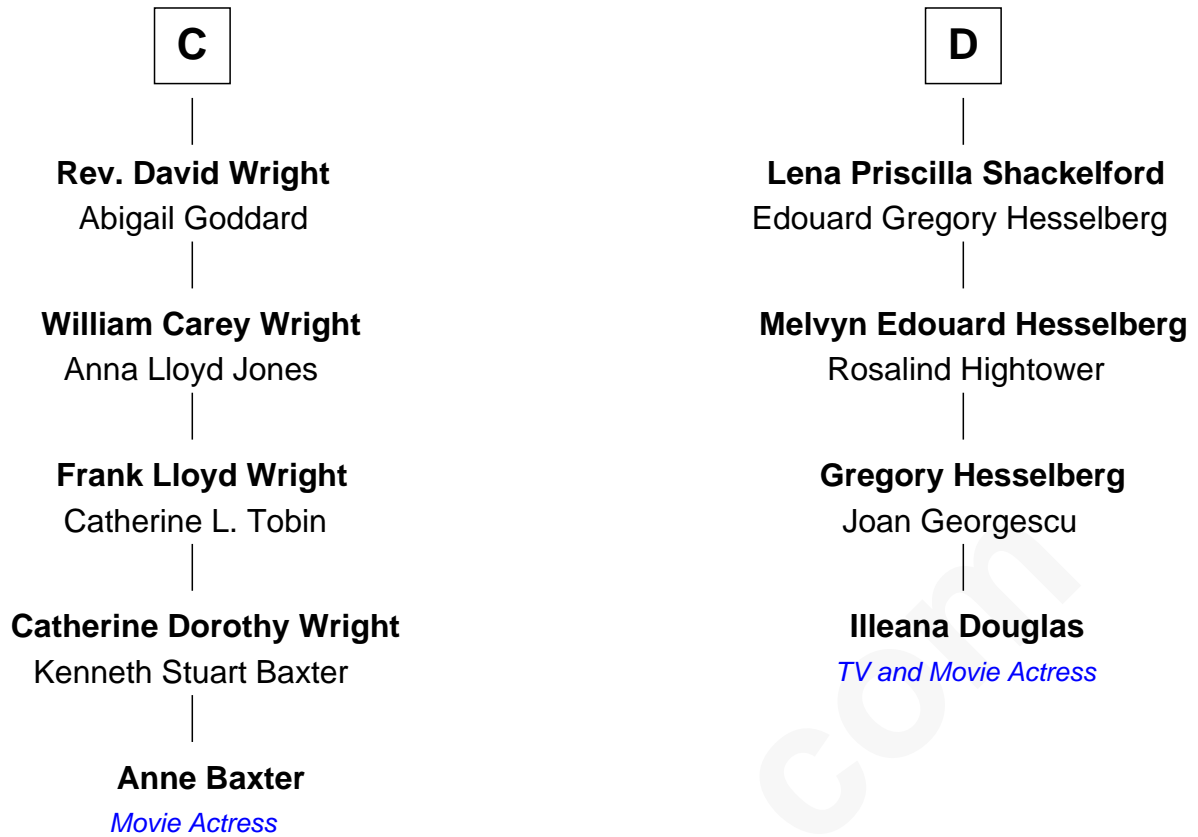 C
Rev. David Wright
Abigail Goddard
William Carey Wright
Anna Lloyd Jones
Frank Lloyd Wright
Catherine L. Tobin
Catherine Dorothy Wright
Kenneth Stuart Baxter
Anne Baxter
Movie Actress
D
Lena Priscilla Shackelford
Edouard Gregory Hesselberg
Melvyn Edouard Hesselberg
Rosalind Hightower
Gregory Hesselberg
Joan Georgescu
Illeana Douglas
TV and Movie Actress
com